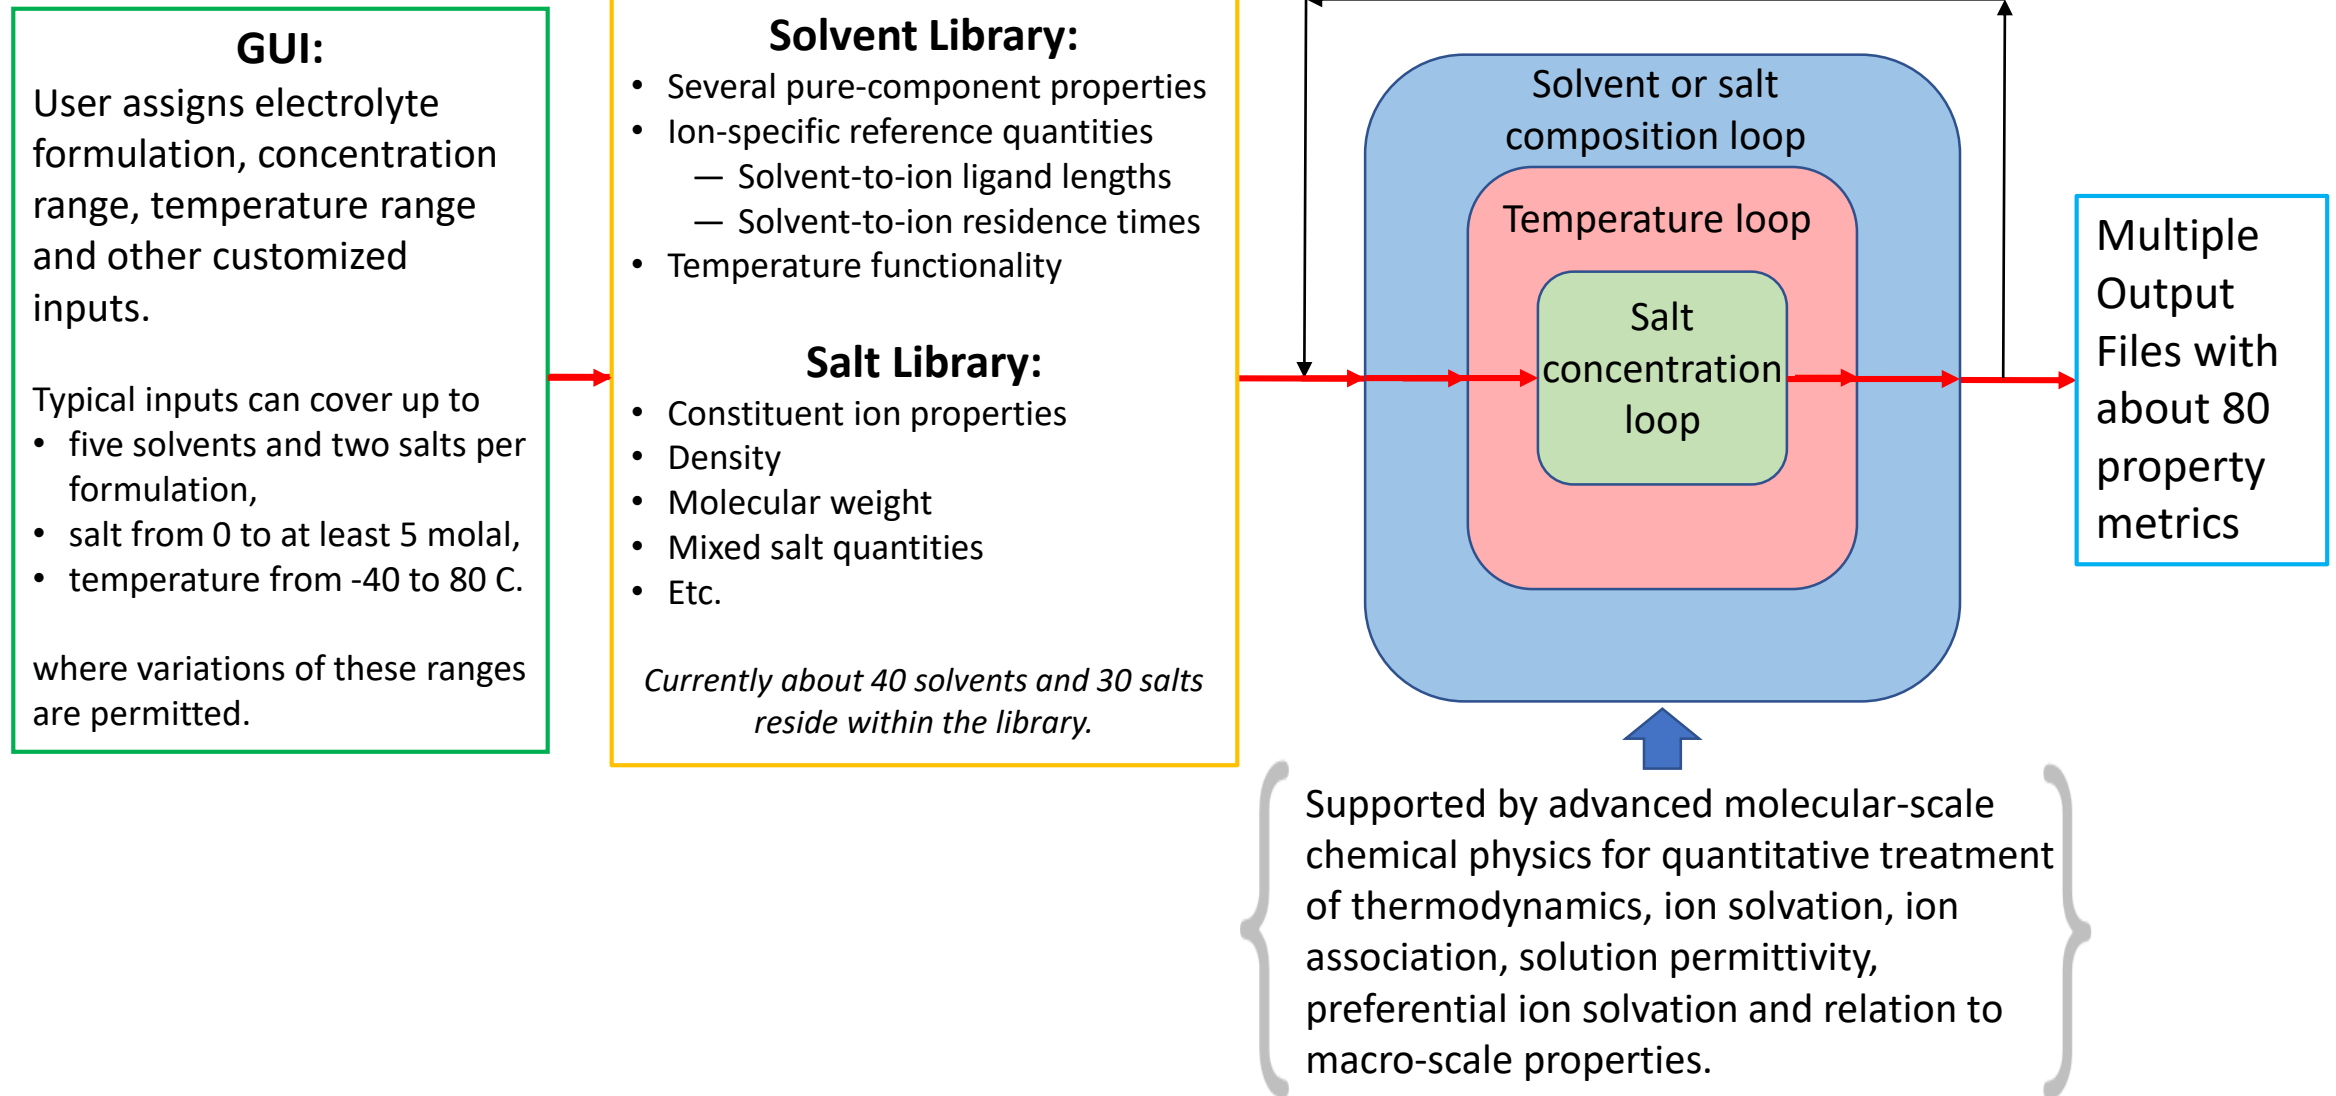 GUI:
User assigns electrolyte
formulation, concentration
range, temperature range
and other customized
inputs.
Typical inputs can cover up to
• five solvents and two salts per
formulation,
• salt from 0 to at least 5 molal,
• temperature from -40 to 80 C.
where variations of these ranges
are permitted.
Solvent Library:
• Several pure-component properties
• Ion-specific reference quantities
— Solvent-to-ion ligand lengths
— Solvent-to-ion residence times
• Temperature functionality
Salt Library:
• Constituent ion properties
• Density
• Molecular weight
• Mixed salt quantities
• Etc.
Currently about 40 solvents and 30 salts
reside within the library.
Solvent or salt
composition loop
Temperature loop
Salt
concentration
loop
Multiple
Output
Files with
about 80
property
metrics
Supported by advanced molecular-scale
chemical physics for quantitative treatment
of thermodynamics, ion solvation, ion
association, solution permittivity,
preferential ion solvation and relation to
macro-scale properties.